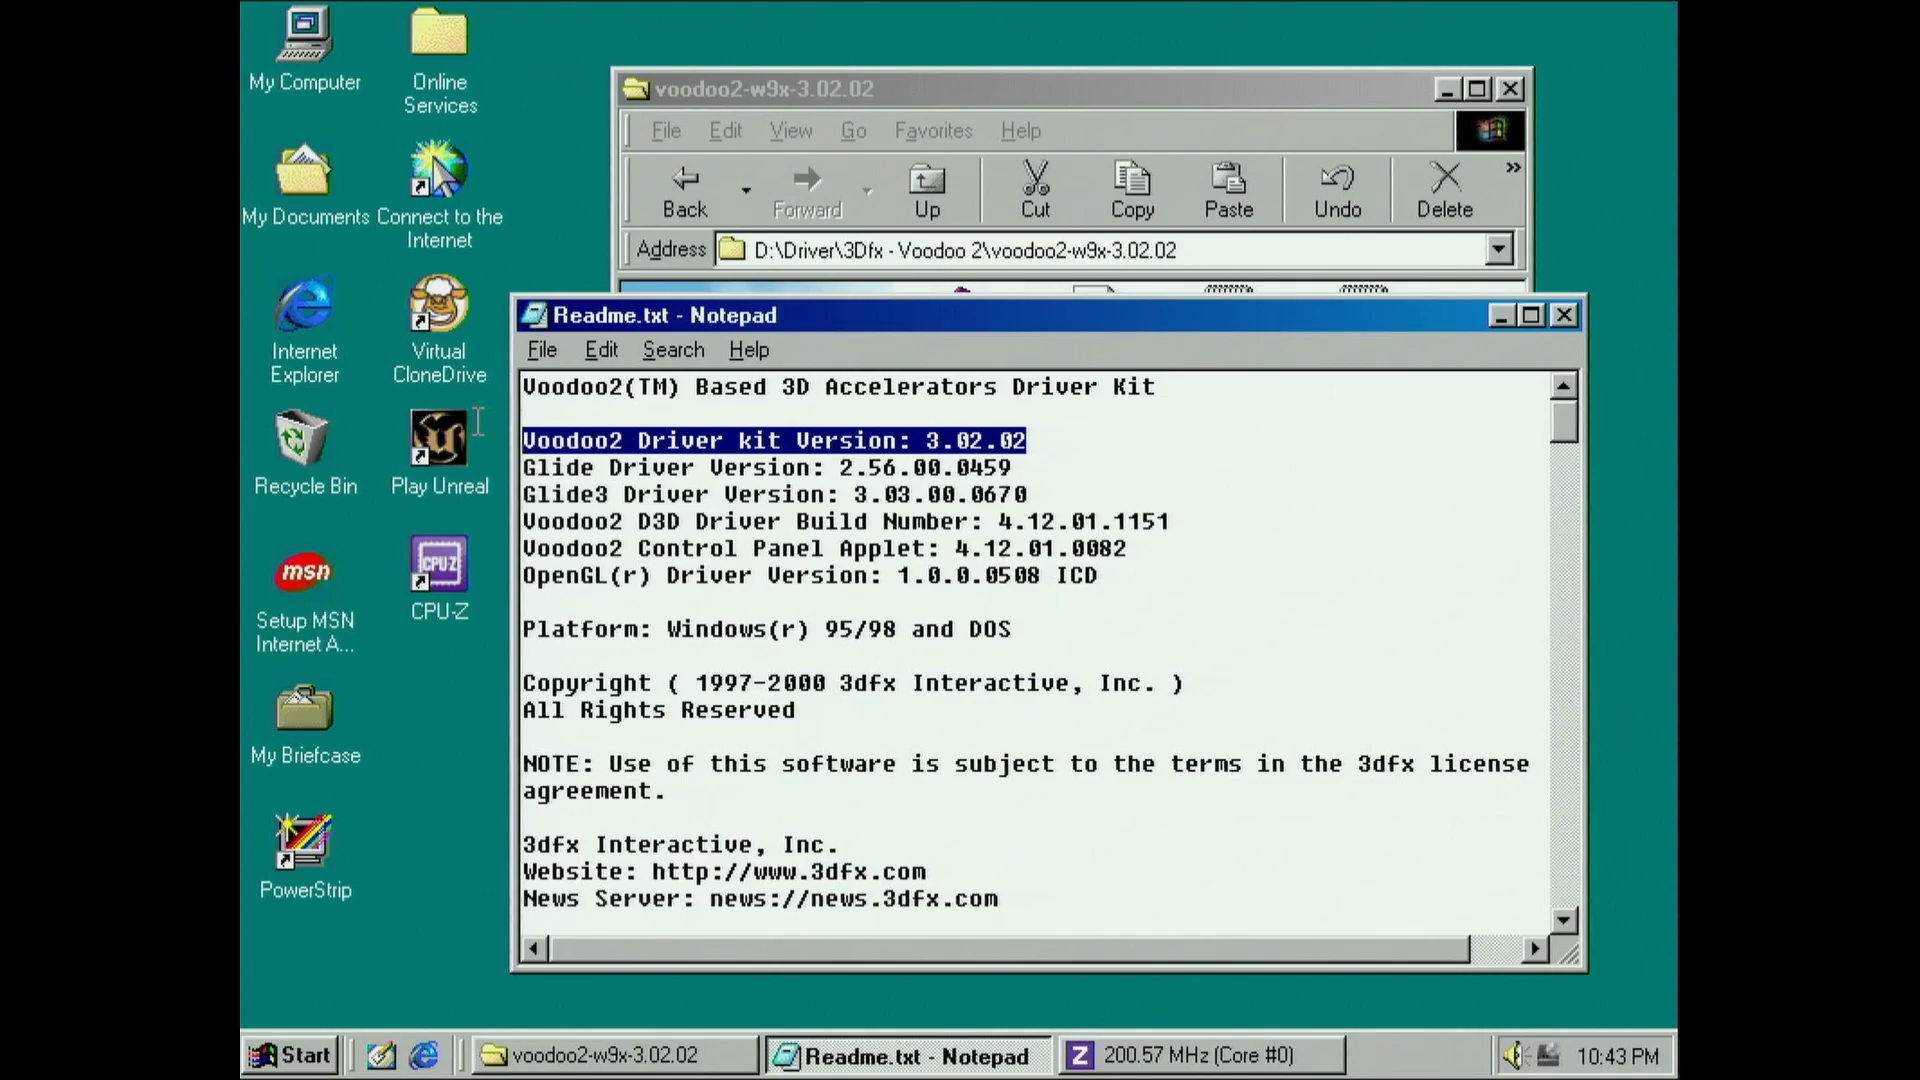 My Computer
Online
Services
My Documents
Connect to the
Internet
Internet
Explorer
Virtual
CloneDrive
Recycle Bin
Play Unreal
msn
Setup MSN
Internet A...
CPU-Z
CPU-Z
My Briefcase
PowerStrip
voodoo2-w9x-3.02.02
File Edit View Go Favorites Help
Back Forward Up Cut Copy Paste Undo Delete »
Address D:\Driver\3Dfx - Voodoo 2\voodoo2-w9x-3.02.02
Readme.txt - Notepad
File Edit Search Help
Voodoo2(TM) Based 3D Accelerators Driver Kit
Voodoo2 Driver kit Version: 3.02.02
Glide Driver Version: 2.56.00.0459
Glide3 Driver Version: 3.03.00.0670
Voodoo2 D3D Driver Build Number: 4.12.01.1151
Voodoo2 Control Panel Applet: 4.12.01.0082
OpenGL(r) Driver Version: 1.0.0.0508 ICD
Platform: Windows(r) 95/98 and DOS
Copyright ( 1997-2000 3dfx Interactive, Inc. )
All Rights Reserved
NOTE: Use of this software is subject to the terms in the 3dfx license
agreement.
3dfx Interactive, Inc.
Website: http://www.3dfx.com
News Server: news://news.3dfx.com
Start voodoo2-w9x-3.02.02 Readme.txt - Notepad Z 200.57 MHz (Core #0) 10:43 PM